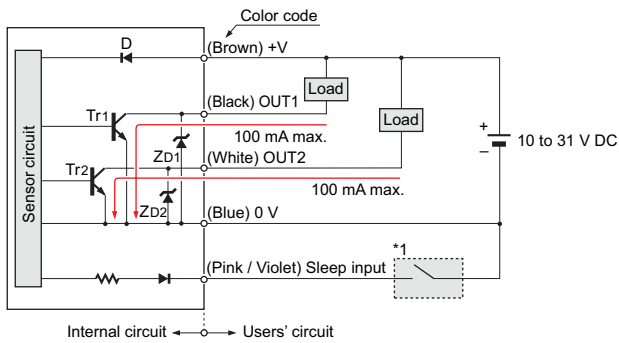 Color code
D
(Brown) +V
Load
(Black) OUT1
Load
Tr1
100 mA max.
+
10 to 31 V DC
–
ZD1
(White) OUT2
Tr2
100 mA max.
Sensor circuit
ZD2
(Blue) 0 V
*1
(Pink / Violet) Sleep input
Internal circuit
Users' circuit